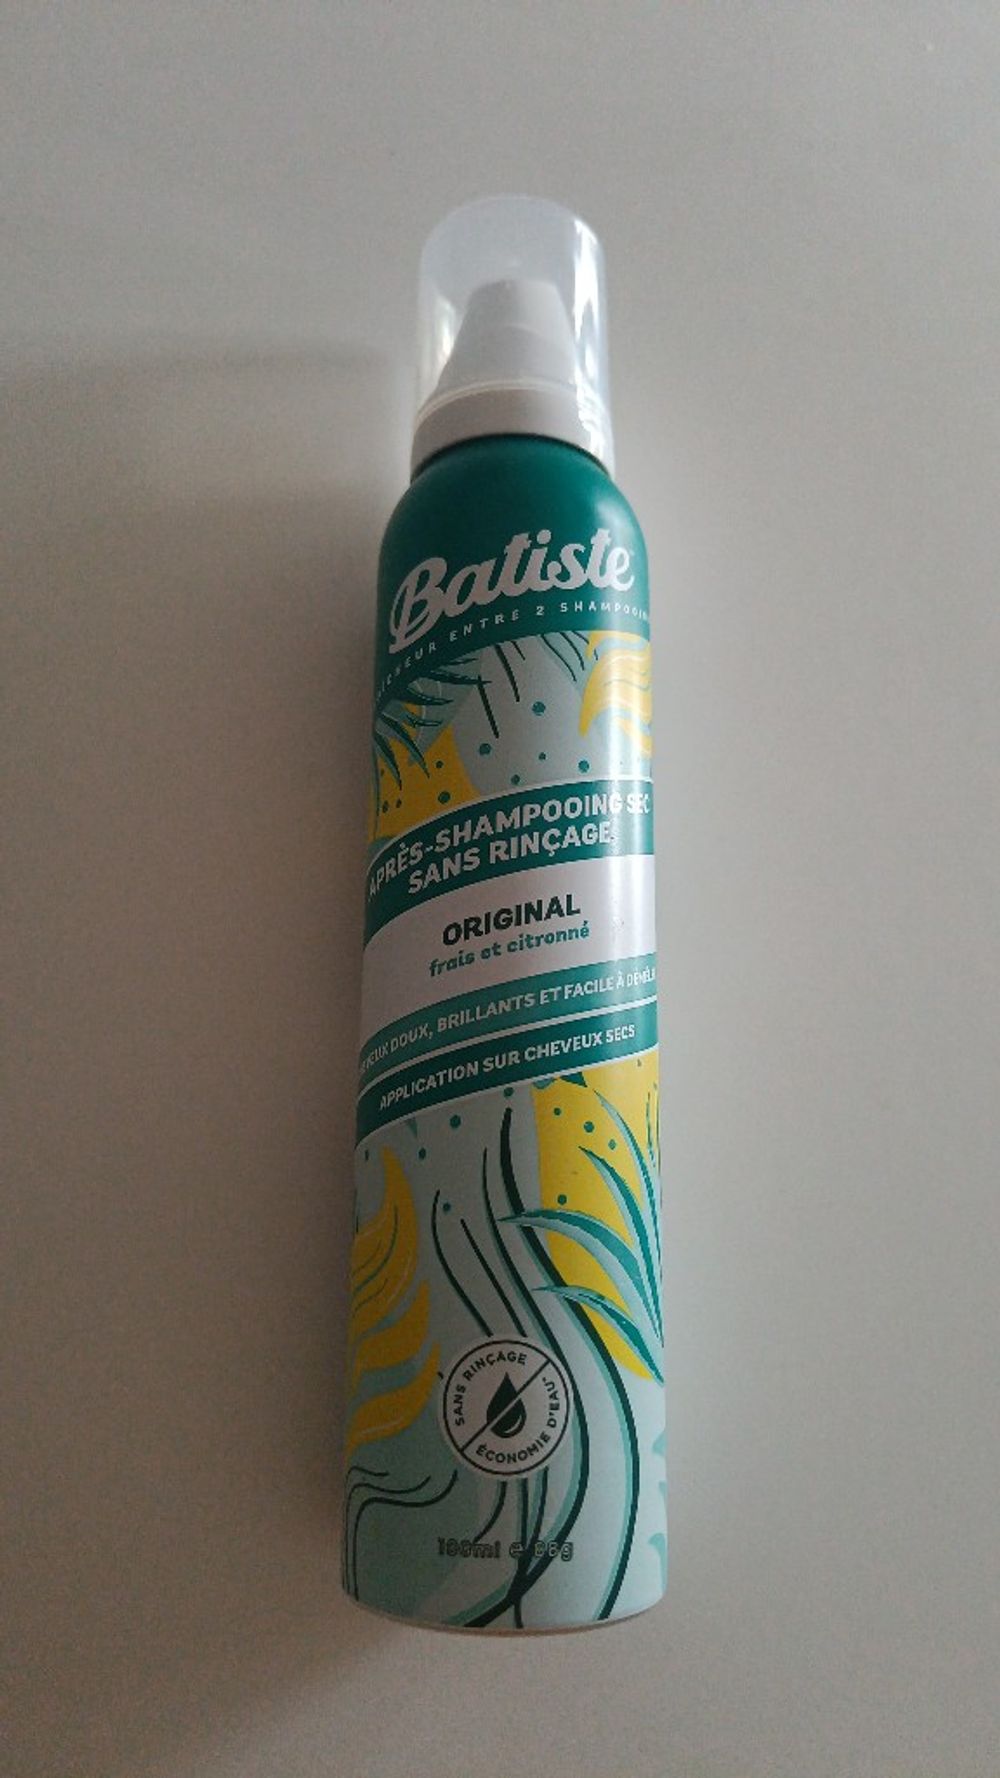 Batiste
ENTRE 2
APRÈS-SHAMPOOING SEC
SANS RINÇAGE
ORIGINAL
frais et citronné
DOUX, BRILLANTS ET FACILE À
APPLICATION SUR CHEVEUX SECS
SANS RINÇAGE
ÉCONOMIE D'EAU*